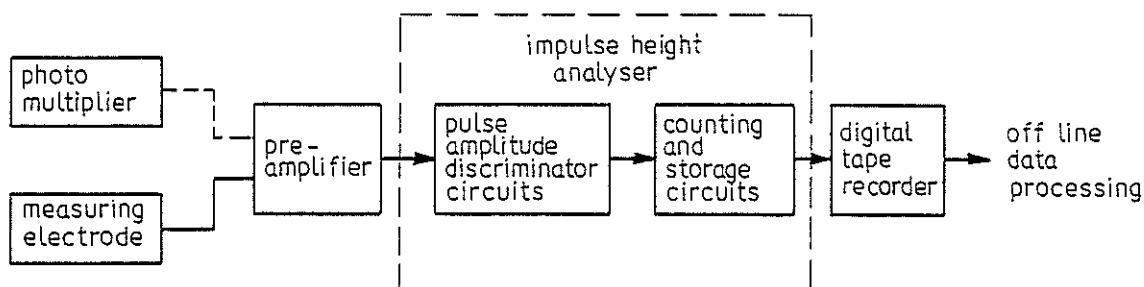 impulse height
analyser
photo
multiplier
measuring
electrode
pre-
amplifier
pulse
amplitude
discriminator
circuits
counting
and
storage
circuits
digital
tape
recorder
off line
data
processing